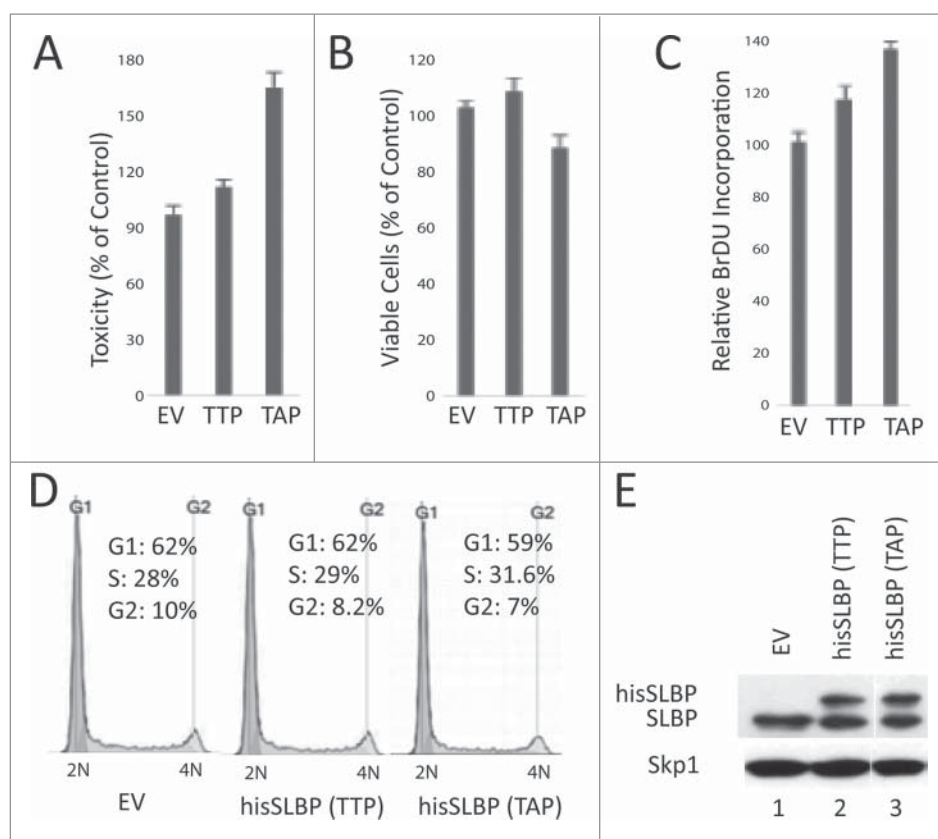 A
Toxicity (% of Control)
180
150
120
90
60
30
0
EV TTP TAP
B
Viable Cells (% of Control)
120
100
80
60
40
20
0
EV TTP TAP
C
Relative BrDU Incorporation
140
120
100
80
60
40
20
0
EV TTP TAP
D
G1 G2
G1: 62%
S: 28%
G2: 10%
2N 4N
EV
G1 G2
G1: 62%
S: 29%
G2: 8.2%
2N 4N
hisSLBP (TTP)
G1 G2
G1: 59%
S: 31.6%
G2: 7%
2N 4N
hisSLBP (TAP)
E
EV
hisSLBP (TTP)
hisSLBP (TAP)
hisSLBP
SLBP
Skp1
1 2 3